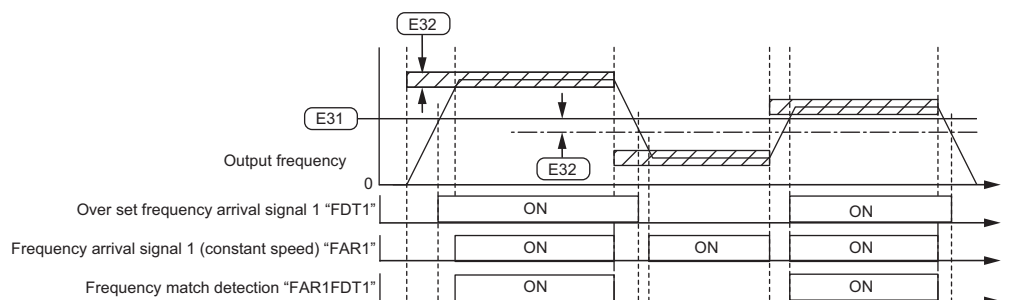 E32
E31
E32
Output frequency
0
Over set frequency arrival signal 1 “FDT1”
ON
ON
Frequency arrival signal 1 (constant speed) “FAR1”
ON
ON
ON
Frequency match detection “FAR1FDT1”
ON
ON